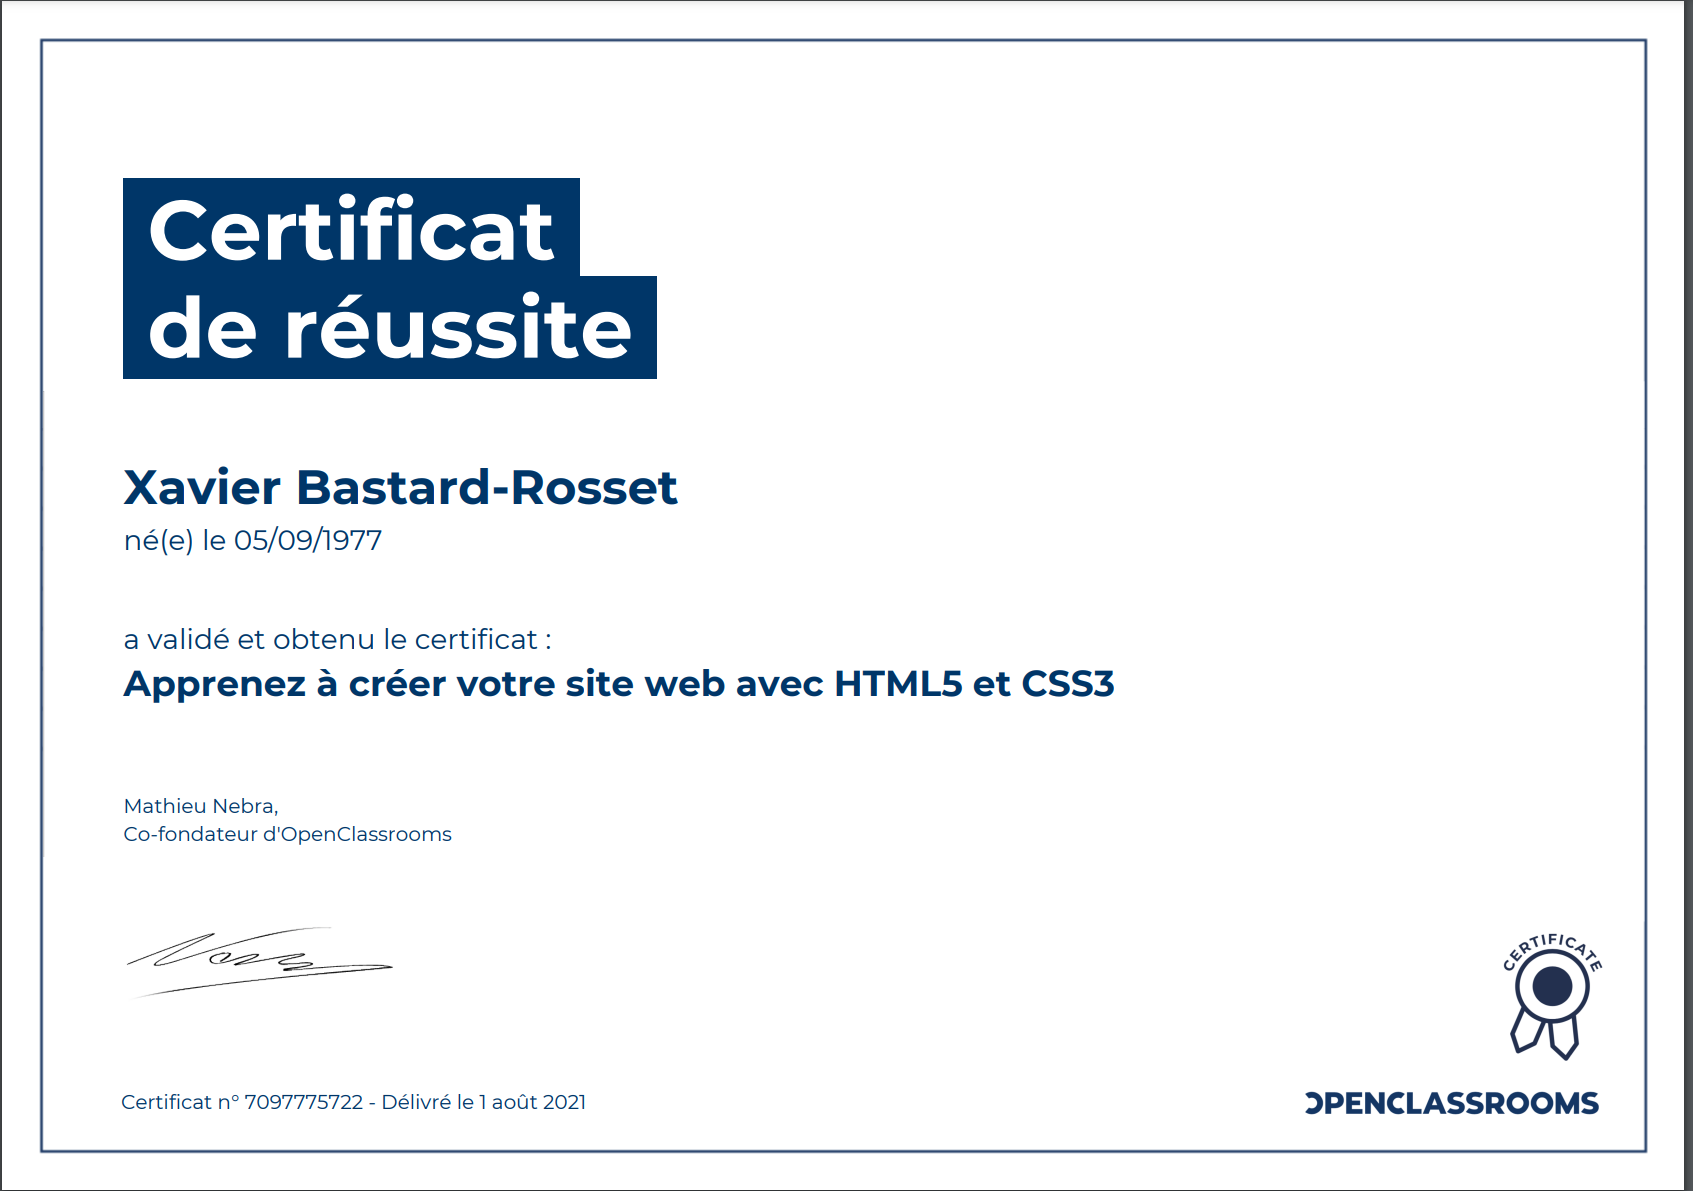 Certificat
de réussite
Xavier Bastard-Rosset
né(e) le 05/09/1977
a validé et obtenu le certificat :
Apprenez à créer votre site web avec HTML5 et CSS3
Mathieu Nebra,
Co-fondateur d'OpenClassrooms
CERTIFICATE
Certificat n° 7097775722 - Délivré le 1 août 2021
OPENCLASSROOMS